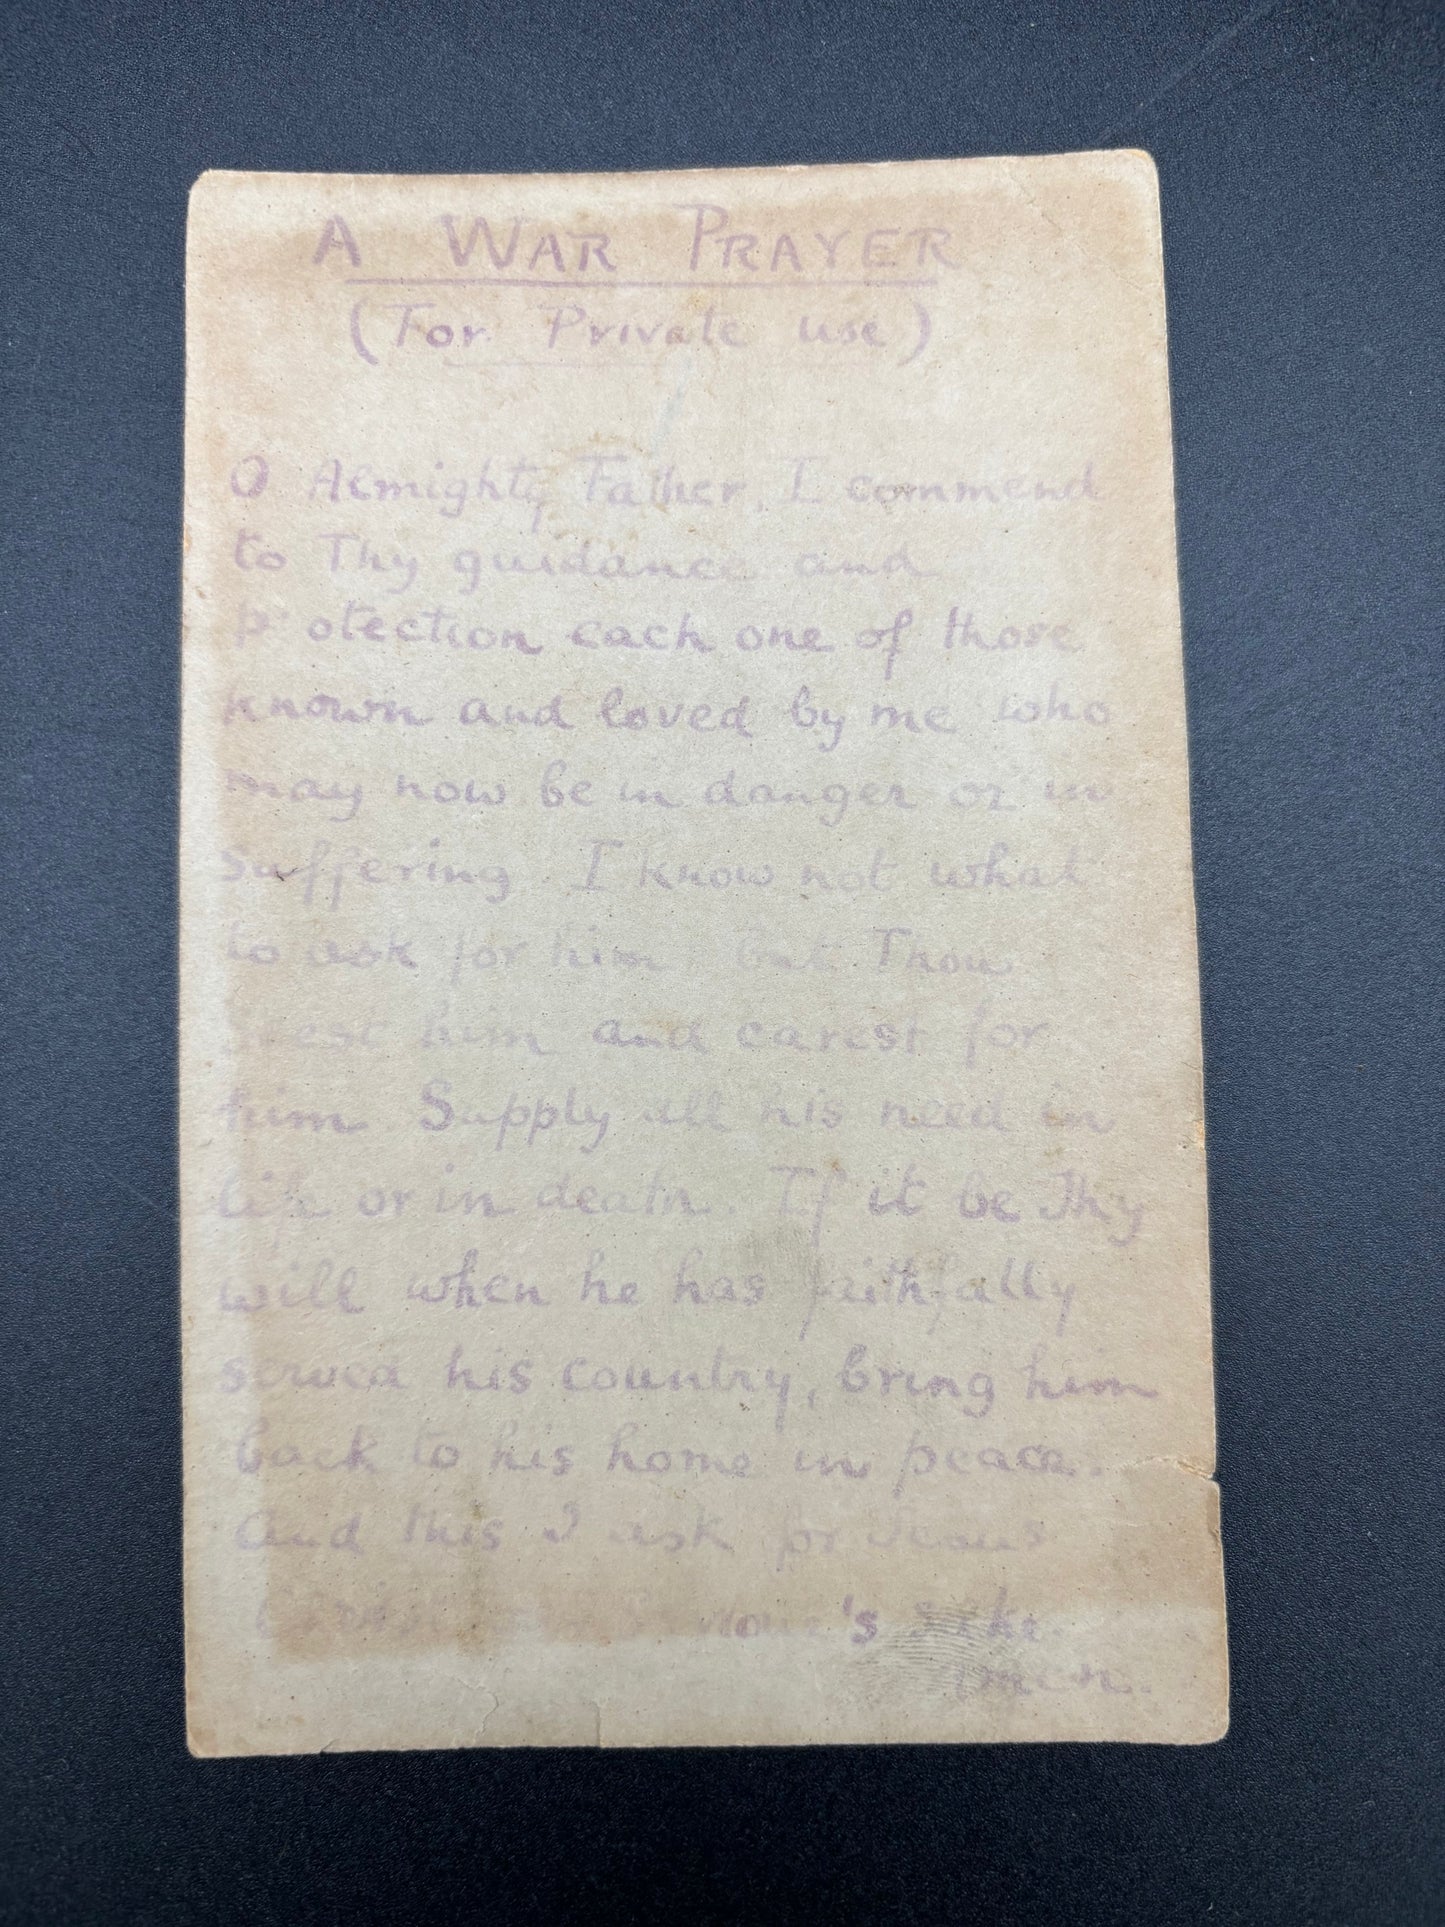 A WAR PRAYER
(For Private use)
O Almighty Father, I commend
to Thy guidance and
protection each one of those
known and loved by me who
may now be in danger or in
suffering I know not what
to ask for him but Thou
him and carest for
him Supply all his need in
life or in death. If it be Thy
will when he has faithfully
served his country, bring him
back to his home in peace.
And this I ask for Jesus
Sake.
Amen.